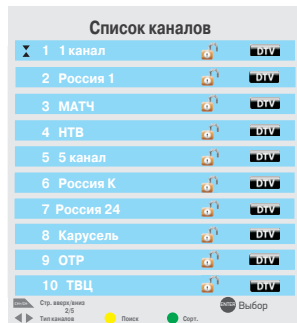 Список каналов
1 1 канал DTV
2 Россия 1 DTV
3 МАТЧ DTV
4 НТВ DTV
5 5 канал DTV
6 Россия К DTV
7 Россия 24 DTV
8 Карусель DTV
9 ОТР DTV
10 ТВЦ DTV
Стр. вверх/вниз ENTER Выбор
2/5
Тип каналов Поиск Сорт.